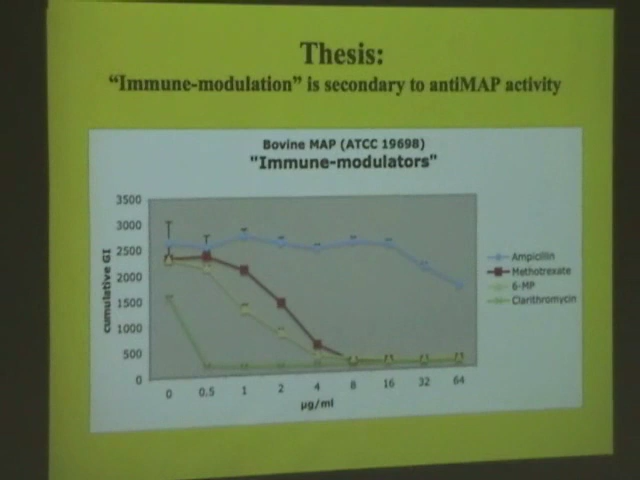 Thesis:
“Immune-modulation” is secondary to antiMAP activity
Bovine MAP (ATCC 19698)
"Immune-modulators"
cumulative GI
3500
3000
2500
2000
1500
1000
500
0
0 0.5 1 2 4 8 16 32 64
µg/ml
Ampicillin
Methotrexate
6-MP
Clarithromycin